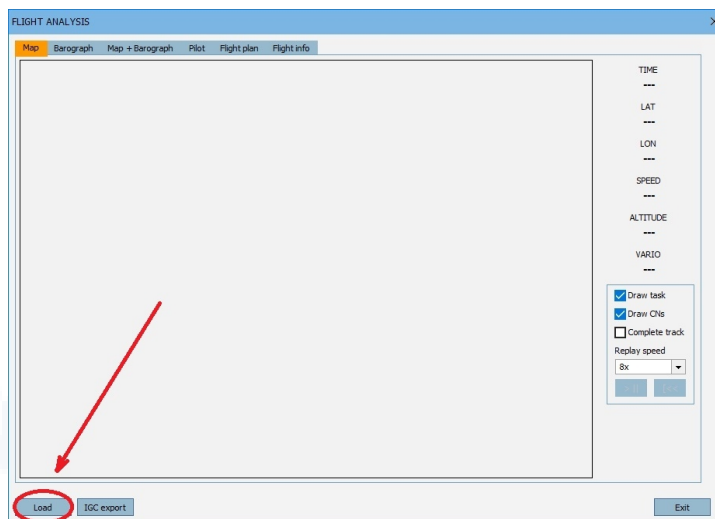 FLIGHT ANALYSIS
Map Barograph Map + Barograph Pilot Flight plan Flight info
TIME
---
LAT
---
LON
---
SPEED
---
ALTITUDE
---
VARIO
---
Draw task
Draw CNs
Complete track
Replay speed
8x
Load IGC export Exit